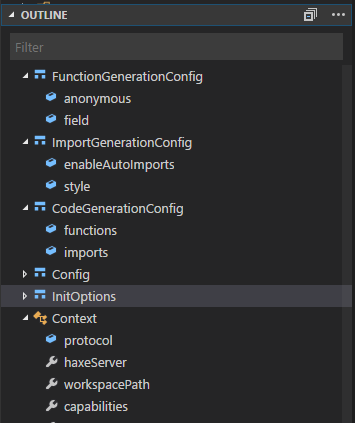 OUTLINE
Filter
FunctionGenerationConfig
anonymous
field
ImportGenerationConfig
enableAutoImports
style
CodeGenerationConfig
functions
imports
Config
InitOptions
Context
protocol
haxeServer
workspacePath
capabilities